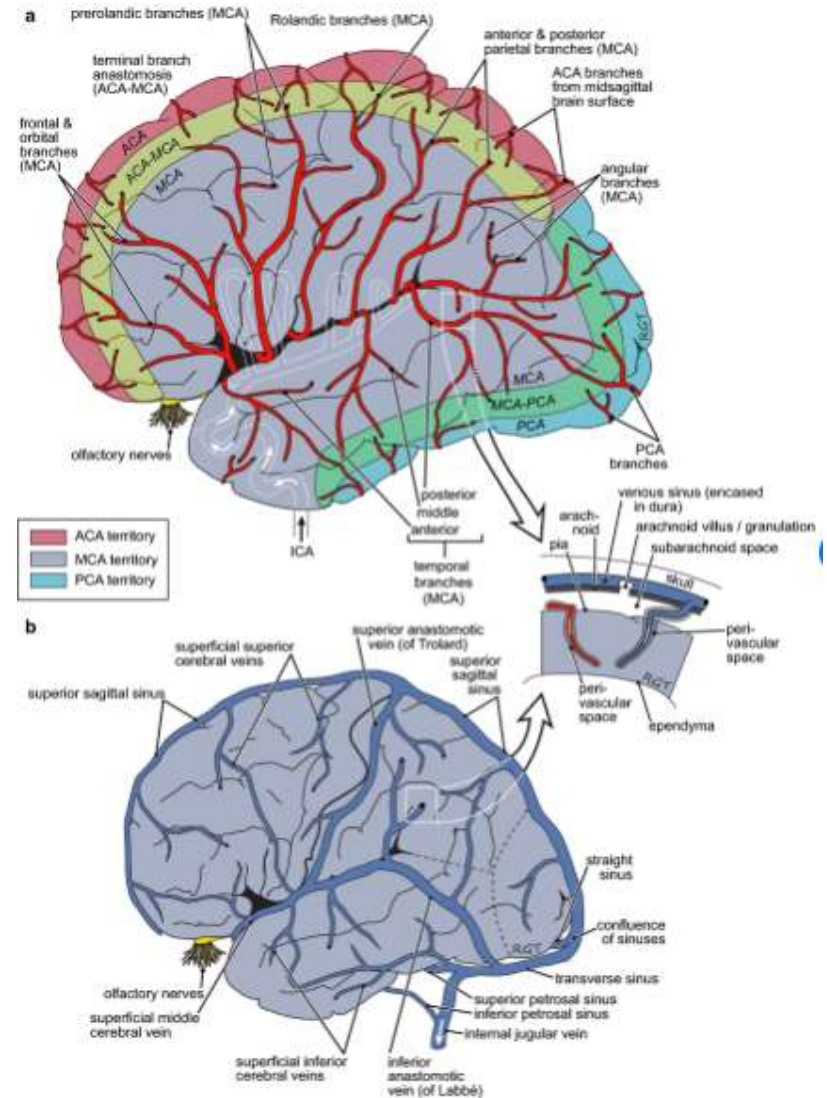 a
prerolandic branches (MCA)
Rolandic branches (MCA)
anterior & posterior
parietal branches (MCA)
terminal branch
anastomosis
(ACA-MCA)
ACA branches
from midsagittal
brain surface
frontal &
orbital
branches
(MCA)
ACA
ACA-MCA
MCA
angular
branches
(MCA)
RGT
MCA
MCA-PCA
PCA
olfactory nerves
PCA
branches
posterior
middle
anterior
ICA
temporal
branches
(MCA)
ACA territory
MCA territory
PCA territory
venous sinus (encased
in dura)
arach-
noid
arachnoid villus / granulation
pia
subarachnoid space
skull
peri-
vascular
space
RGT
peri-
vascular
space
ependyma
b
superior anastomotic
vein (of Trolard)
superficial superior
cerebral veins
superior
sagittal
sinus
superior sagittal sinus
straight
sinus
confluence
of sinuses
RGT
transverse sinus
olfactory
nerves
superior petrosal sinus
inferior petrosal sinus
superficial middle
cerebral vein
internal jugular vein
superficial inferior
cerebral veins
inferior
anastomotic
vein (of Labbé)